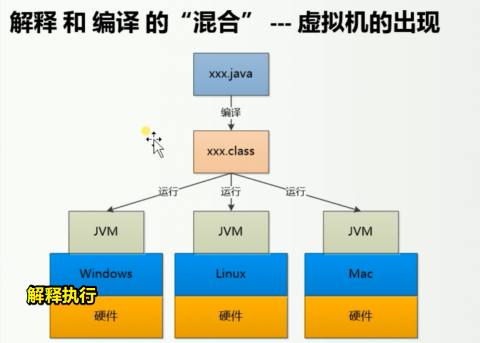 解释 和 编译 的“混合” --- 虚拟机的出现
xxx.java
编译
xxx.class
运行 运行 运行
JVM JVM JVM
Windows Linux Mac
解释执行
硬件 硬件 硬件